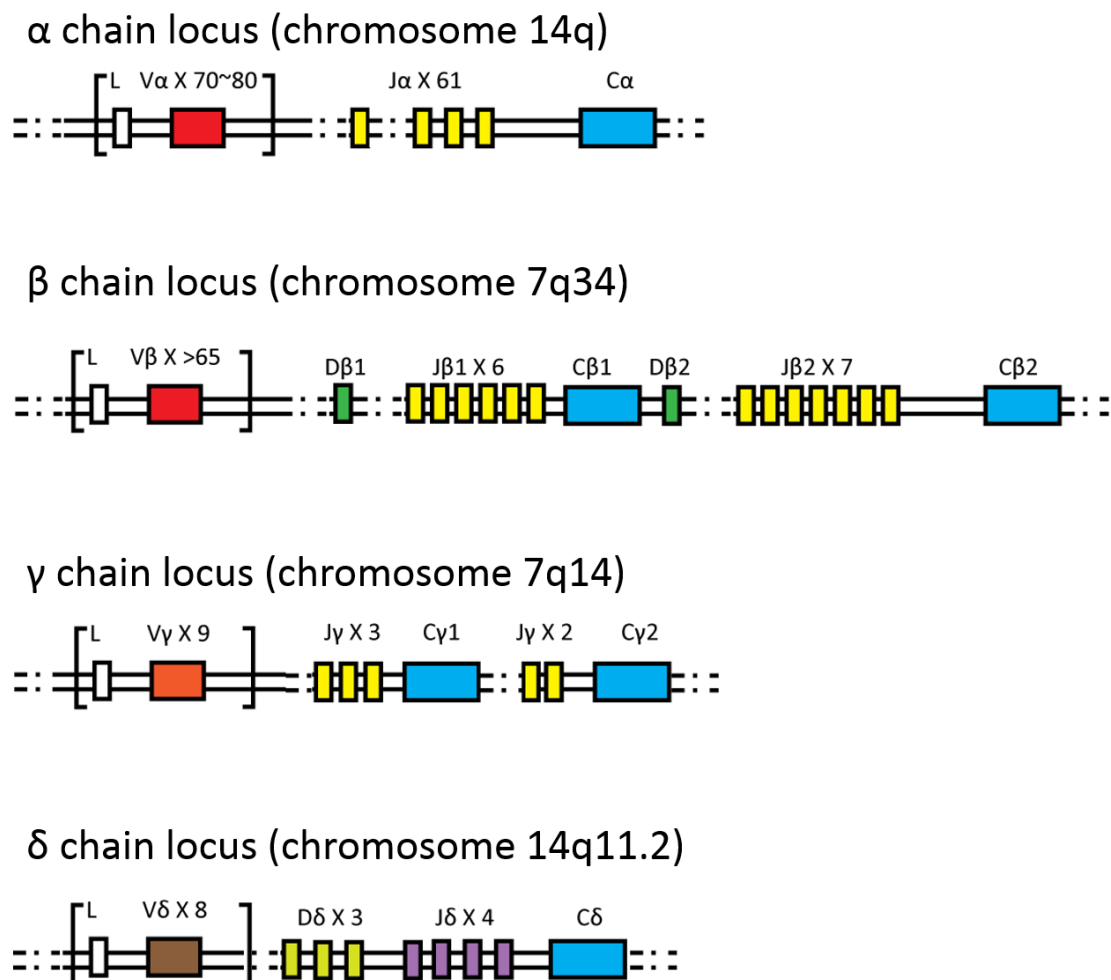 α chain locus (chromosome 14q)
L Vα X 70~80 Jα X 61 Cα
β chain locus (chromosome 7q34)
L Vβ X >65 Dβ1 Jβ1 X 6 Cβ1 Dβ2 Jβ2 X 7 Cβ2
γ chain locus (chromosome 7q14)
L Vγ X 9 Jγ X 3 Cγ1 Jγ X 2 Cγ2
δ chain locus (chromosome 14q11.2)
L Vδ X 8 Dδ X 3 Jδ X 4 Cδ